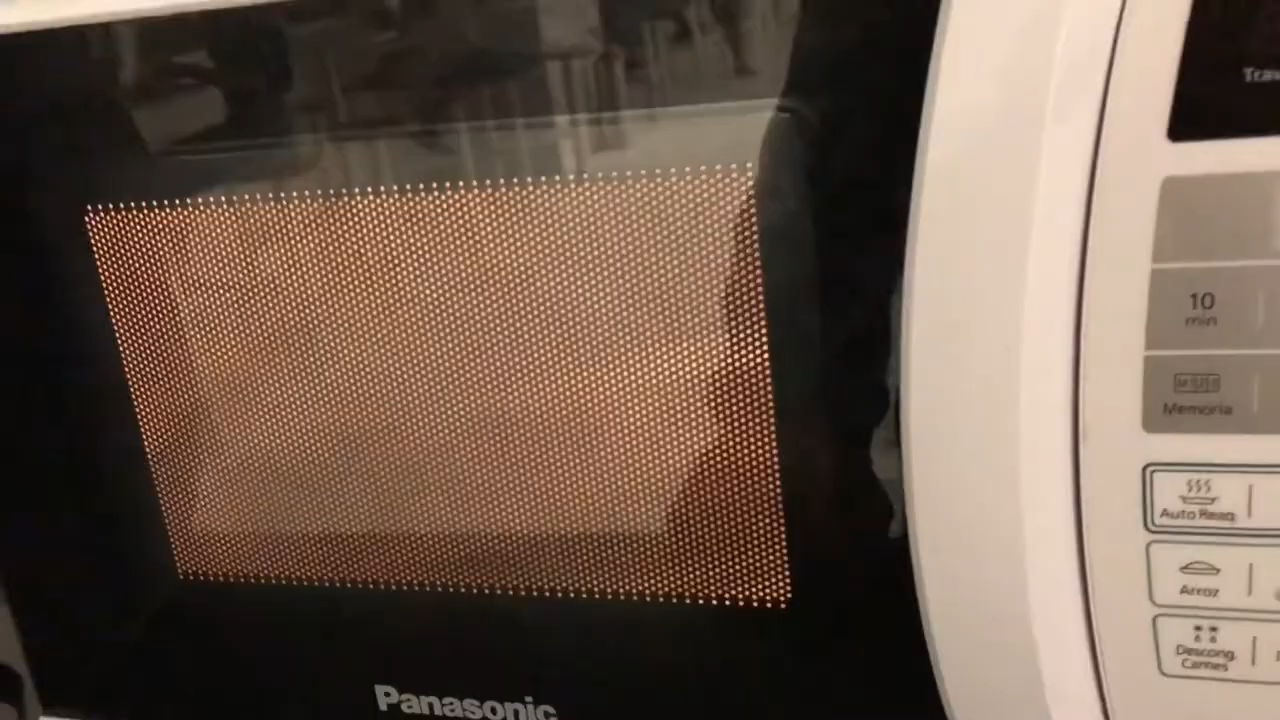 10
min
Memoria
Auto Reaq.
Arroz
Descong.
Carnes
Panasonic